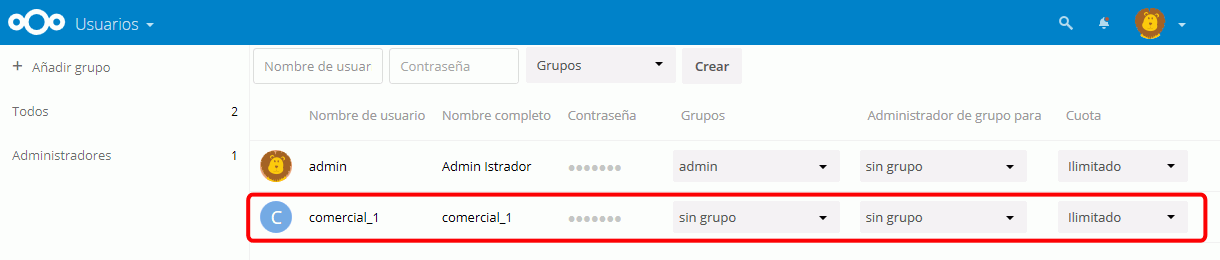 Usuarios
+ Añadir grupo
Nombre de usuar Contraseña Grupos Crear
Todos 2
Nombre de usuario Nombre completo Contraseña Grupos Administrador de grupo para Cuota
Administradores 1
admin Admin Istrador ●●●●●●● admin sin grupo Ilimitado
C comercial_1 comercial_1 ●●●●●●● sin grupo sin grupo Ilimitado